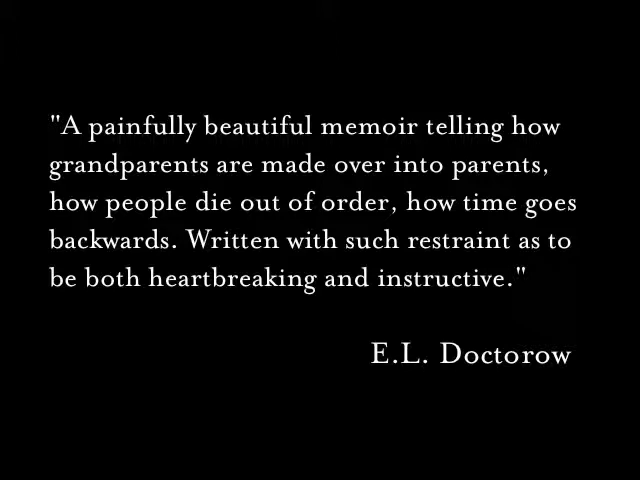 "A painfully beautiful memoir telling how
grandparents are made over into parents,
how people die out of order, how time goes
backwards. Written with such restraint as to
be both heartbreaking and instructive."
E.L. Doctorow